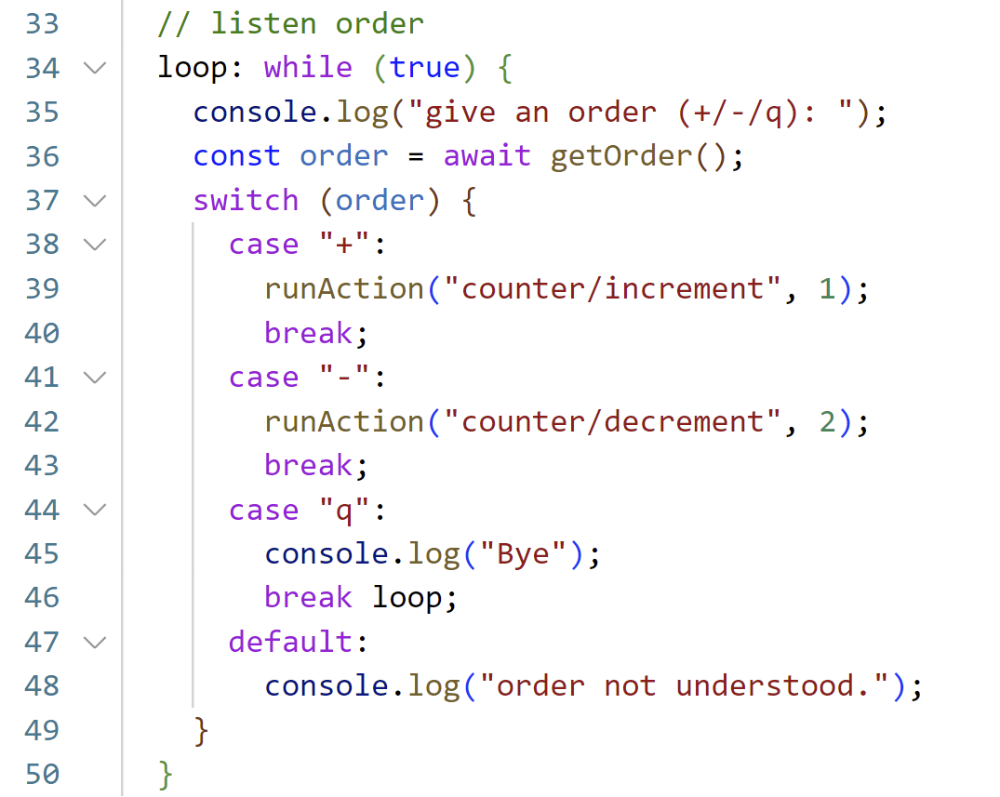 33 // listen order
34 loop: while (true) {
35 console.log("give an order (+/-/q): ");
36 const order = await getOrder();
37 switch (order) {
38 case "+":
39 runAction("counter/increment", 1);
40 break;
41 case "-":
42 runAction("counter/decrement", 2);
43 break;
44 case "q":
45 console.log("Bye");
46 break loop;
47 default:
48 console.log("order not understood.");
49 }
50 }